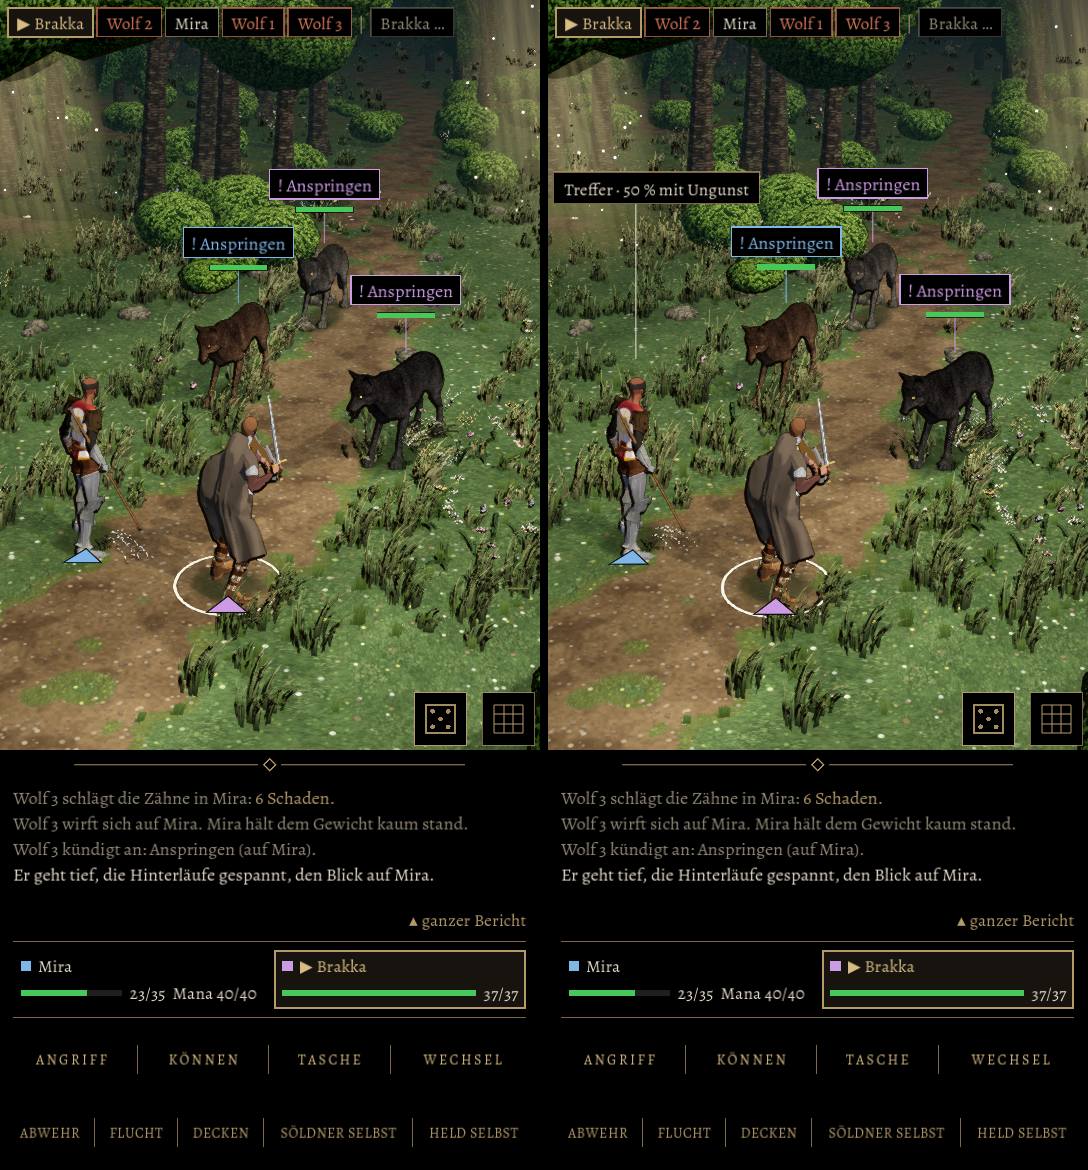 ▶ Brakka Wolf 2 Mira Wolf 1 Wolf 3 | Brakka ...
! Anspringen
! Anspringen
! Anspringen
Wolf 3 schlägt die Zähne in Mira: 6 Schaden.
Wolf 3 wirft sich auf Mira. Mira hält dem Gewicht kaum stand.
Wolf 3 kündigt an: Anspringen (auf Mira).
Er geht tief, die Hinterläufe gespannt, den Blick auf Mira.
▲ ganzer Bericht
Mira ▶ Brakka
23/35 Mana 40/40 37/37
ANGRIFF KÖNNEN TASCHE WECHSEL
ABWEHR FLUCHT DECKEN SÖLDNER SELBST HELD SELBST
▶ Brakka Wolf 2 Mira Wolf 1 Wolf 3 | Brakka ...
Treffer · 50 % mit Ungunst
! Anspringen
! Anspringen
! Anspringen
Wolf 3 schlägt die Zähne in Mira: 6 Schaden.
Wolf 3 wirft sich auf Mira. Mira hält dem Gewicht kaum stand.
Wolf 3 kündigt an: Anspringen (auf Mira).
Er geht tief, die Hinterläufe gespannt, den Blick auf Mira.
▲ ganzer Bericht
Mira ▶ Brakka
23/35 Mana 40/40 37/37
ANGRIFF KÖNNEN TASCHE WECHSEL
ABWEHR FLUCHT DECKEN SÖLDNER SELBST HELD SELBST